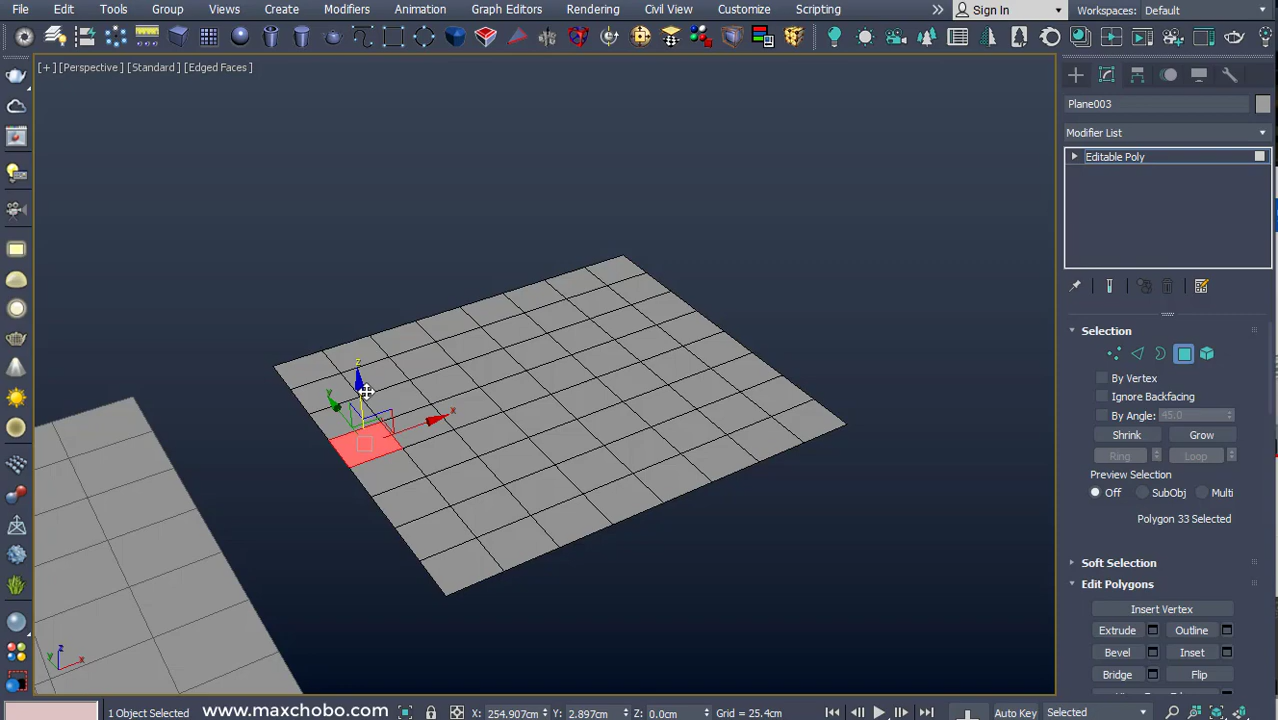 File Edit Tools Group Views Create Modifiers Animation Graph Editors Rendering Civil View Customize Scripting Sign In Workspaces: Default
[+] [Perspective] [Standard] [Edged Faces]
Plane003
Modifier List
Editable Poly
Selection
By Vertex
Ignore Backfacing
By Angle: 45.0
Shrink Grow
Ring Loop
Preview Selection
Off SubObj Multi
Polygon 33 Selected
Soft Selection
Edit Polygons
Insert Vertex
Extrude Outline
Bevel Inset
Bridge Flip
z
y
x
z
y
x
1 Object Selected www.maxchobo.com X: 254.907cm Y: 2.897cm Z: 0.0cm Grid = 25.4cm Auto Key Selected